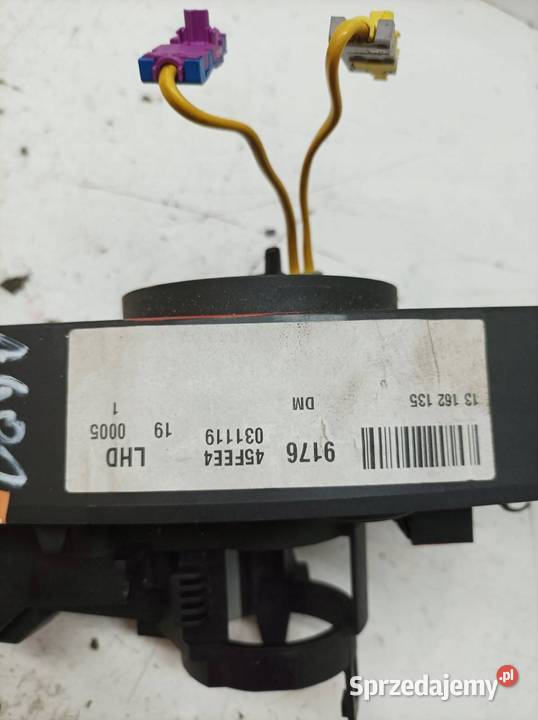 9176
45FEE4 LHD
031119 19 0005
13 162 135
DM
1
Sprzedajemy.pl